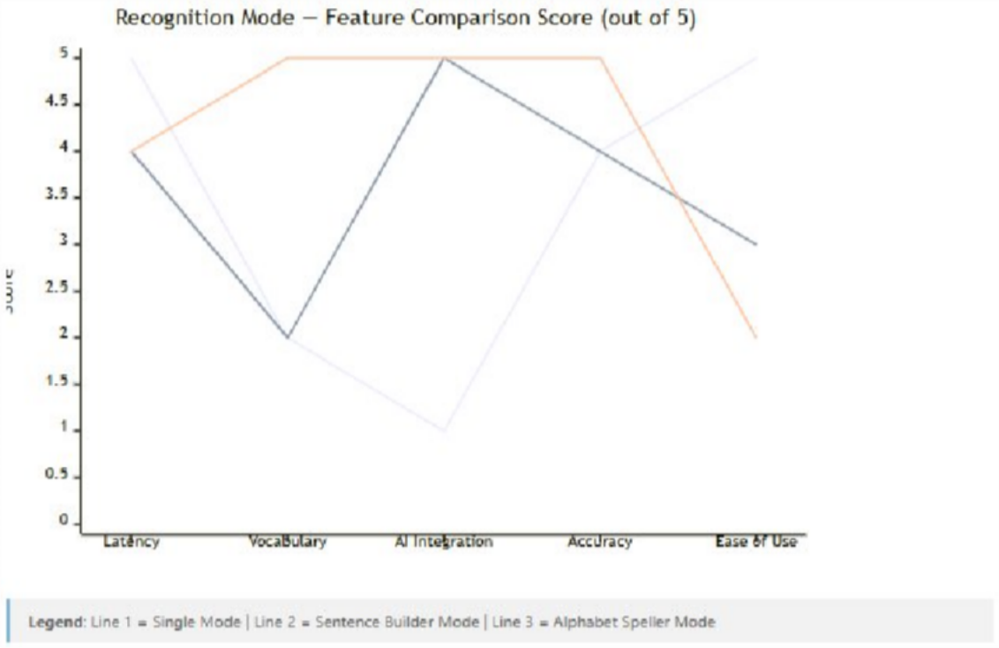 Recognition Mode — Feature Comparison Score (out of 5)
5
4.5
4
3.5
3
2.5
2
1.5
1
0.5
0
Score
Latency Vocabulary AI Integration Accuracy Ease of Use
Legend: Line 1 = Single Mode | Line 2 = Sentence Builder Mode | Line 3 = Alphabet Speller Mode